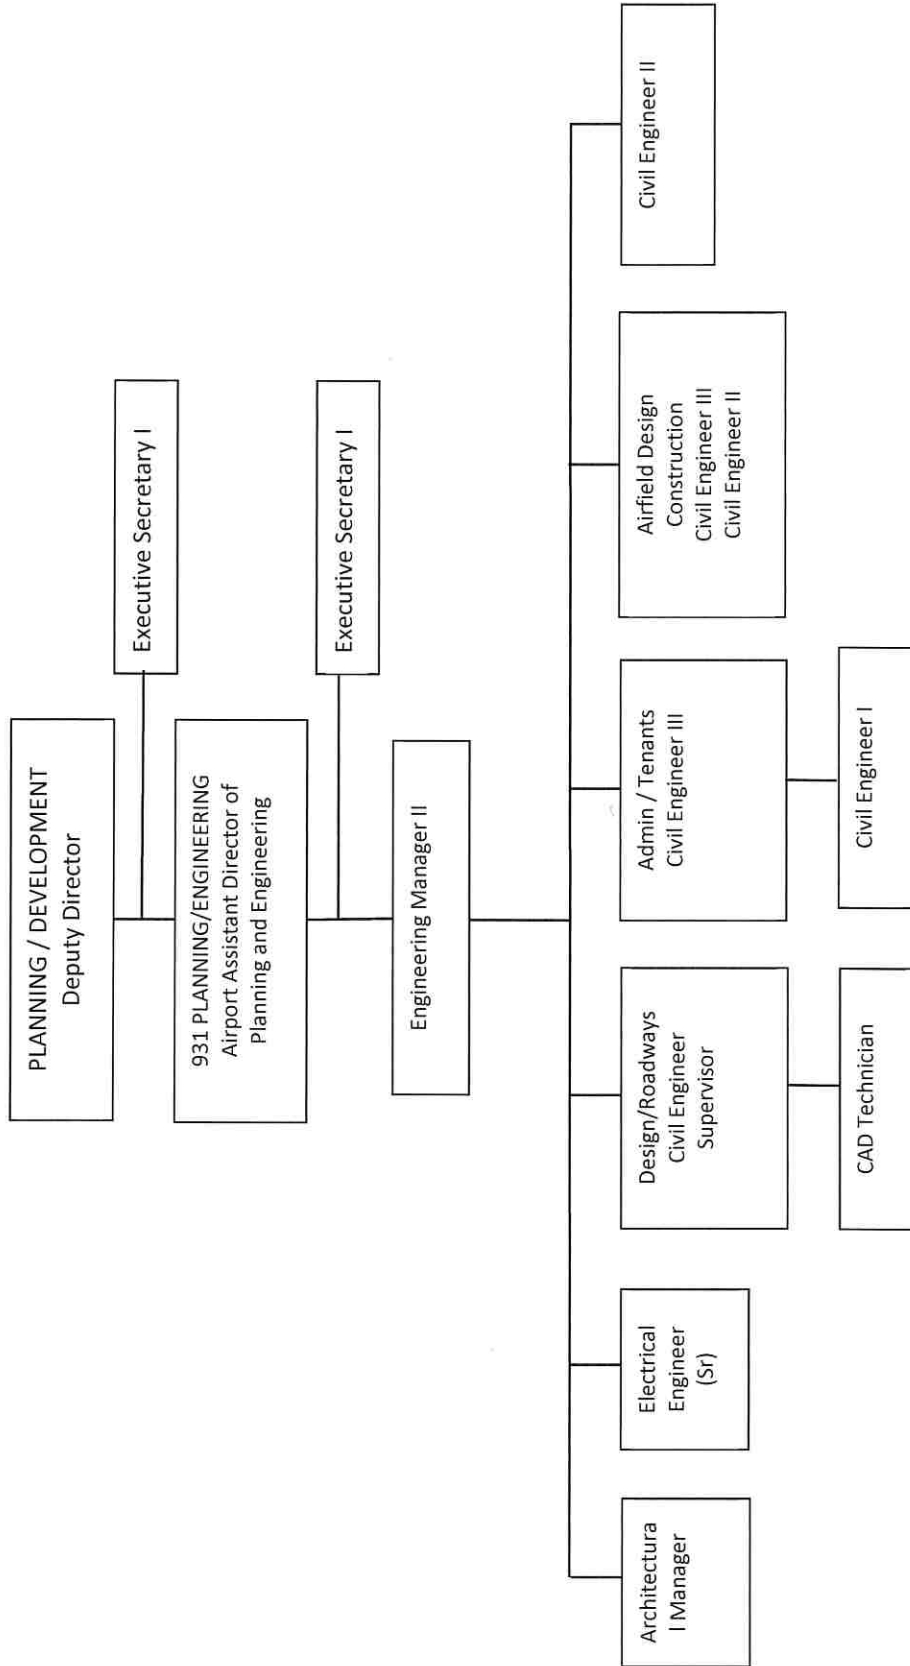 PLANNING / DEVELOPMENT
Deputy Director
Executive Secretary I
931 PLANNING/ENGINEERING
Airport Assistant Director of
Planning and Engineering
Executive Secretary I
Engineering Manager II
Architectura
l Manager
Electrical
Engineer
(Sr)
Design/Roadways
Civil Engineer
Supervisor
Admin / Tenants
Civil Engineer III
Airfield Design
Construction
Civil Engineer III
Civil Engineer II
Civil Engineer II
CAD Technician
Civil Engineer I